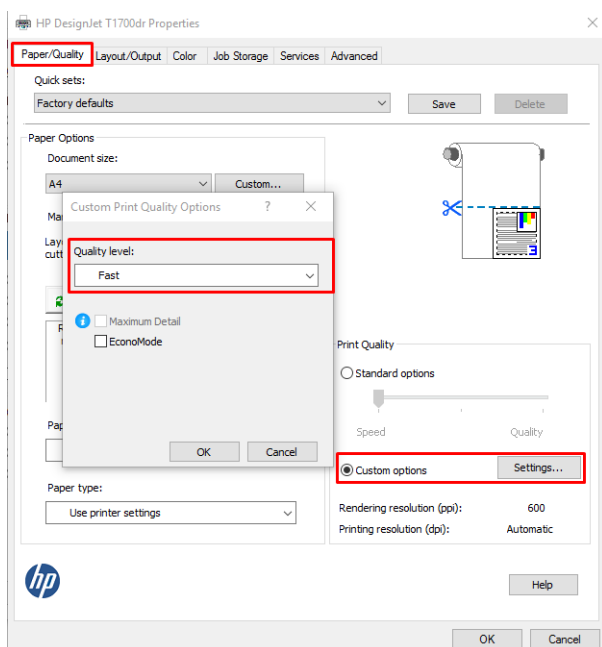 HP DesignJet T1700dr Properties
Paper/Quality Layout/Output Color Job Storage Services Advanced
Quick sets:
Factory defaults
Save
Delete
Paper Options
Document size:
A4
Custom...
Custom Print Quality Options
?
Quality level:
Fast
Maximum Detail
EconoMode
OK
Cancel
Print Quality
Standard options
Speed
Quality
Custom options
Settings...
Paper type:
Use printer settings
Rendering resolution (ppi): 600
Printing resolution (dpi): Automatic
hp
Help
OK
Cancel